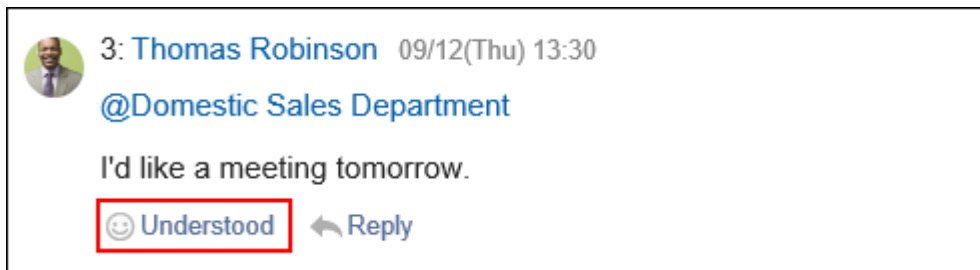 3: Thomas Robinson 09/12(Thu) 13:30
@Domestic Sales Department
I'd like a meeting tomorrow.
Understood Reply